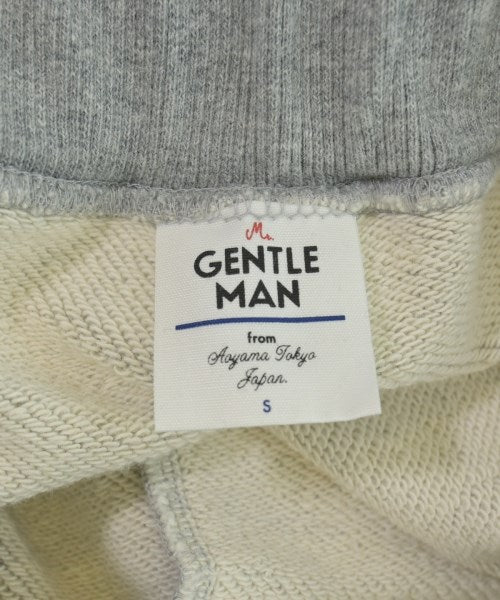 Mr.
GENTLE
MAN
from
Aoyama Tokyo
Japan.
S